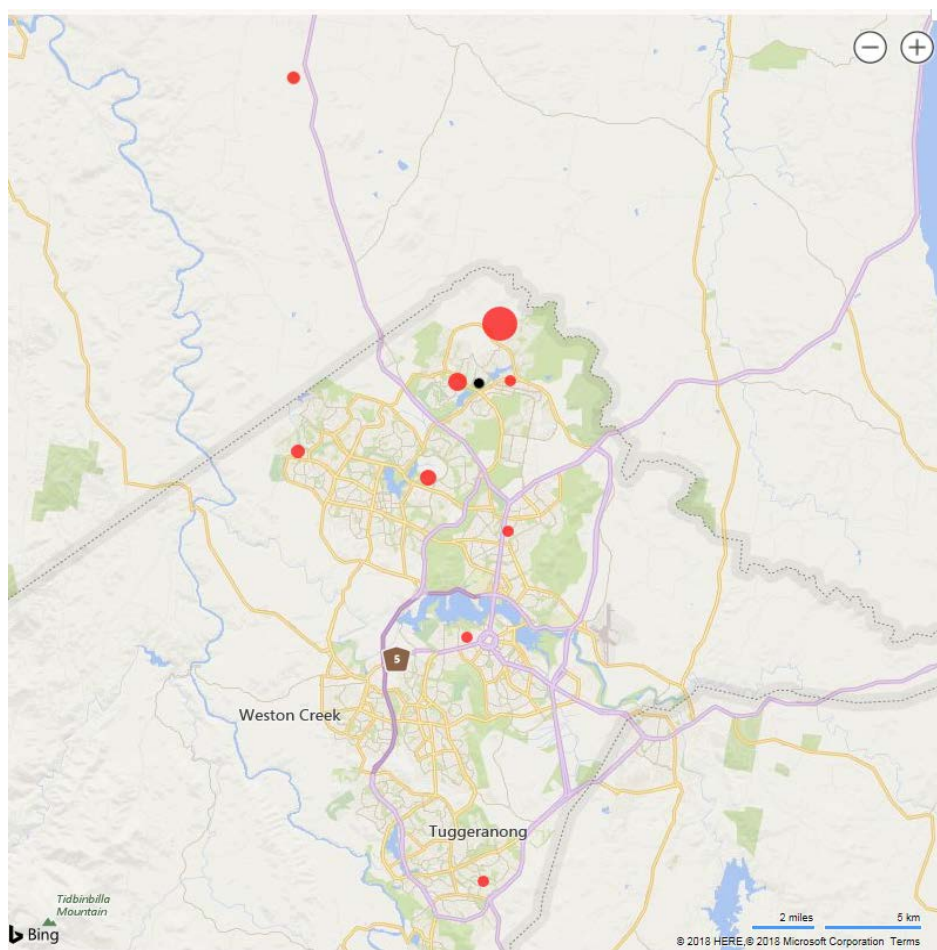 5
Weston Creek
Tuggeranong
Tidbinbilla
Mountain
Bing
2 miles
5 km
© 2018 HERE,© 2018 Microsoft Corporation Terms